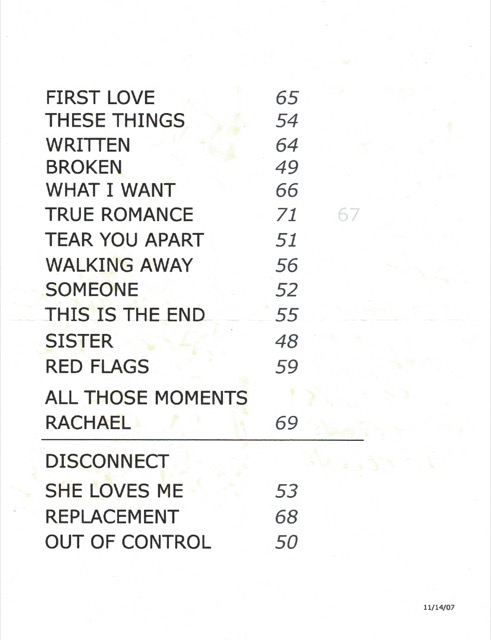 FIRST LOVE 65
THESE THINGS 54
WRITTEN 64
BROKEN 49
WHAT I WANT 66
TRUE ROMANCE 71 67
TEAR YOU APART 51
WALKING AWAY 56
SOMEONE 52
THIS IS THE END 55
SISTER 48
RED FLAGS 59
ALL THOSE MOMENTS
RACHAEL 69
DISCONNECT
SHE LOVES ME 53
REPLACEMENT 68
OUT OF CONTROL 50
11/14/07